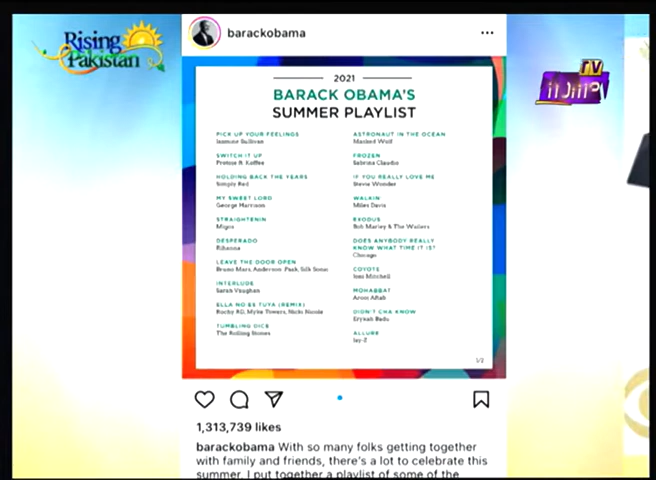 Rising
Pakistan
barackobama
TV
2021
BARACK OBAMA'S
SUMMER PLAYLIST
PICK UP YOUR FEELINGS
Jazmine Sullivan
SWITCH IT UP
Protoje ft. Koffee
HOLDING BACK THE YEARS
Simply Red
MY SWEET LORD
George Harrison
STRAIGHTENIN
Migos
DESPERADO
Rihanna
LEAVE THE DOOR OPEN
Bruno Mars, Anderson .Paak, Silk Sonic
INTERLUDE
Sarah Vaughan
ELLA NO ES TUYA (REMIX)
Rochy RD, Myke Towers, Nicki Nicole
TUMBLING DICE
The Rolling Stones
ASTRONAUT IN THE OCEAN
Masked Wolf
FROZEN
Sabrina Claudio
IF YOU REALLY LOVE ME
Stevie Wonder
WALKIN
Miles Davis
EXODUS
Bob Marley & The Wailers
DOES ANYBODY REALLY
KNOW WHAT TIME IT IS?
Chicago
COYOTE
Joni Mitchell
MOHABBAT
Arooj Aftab
DIDN'T CHA KNOW
Erykah Badu
ALLURE
Jay-Z
1/2
1,313,739 likes
barackobama With so many folks getting together
with family and friends, there's a lot to celebrate this
summer. I put together a playlist of some of the